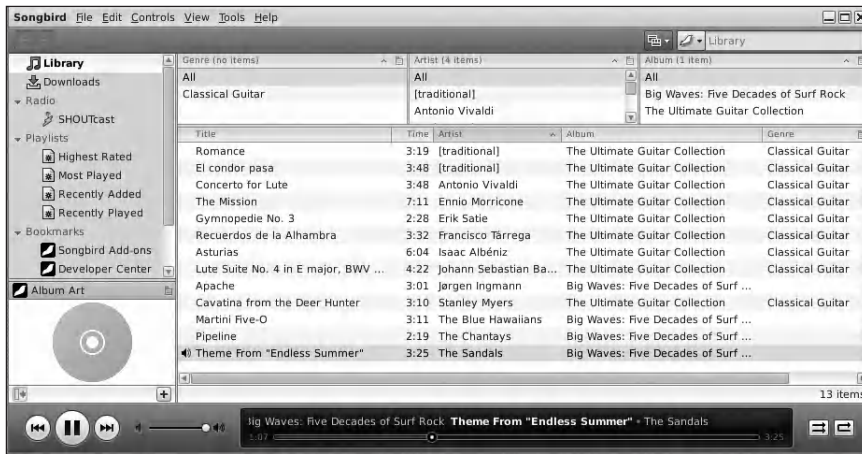 Songbird File Edit Controls View Tools Help
Library
Library
Downloads
Radio
SHOUTcast
Playlists
Highest Rated
Most Played
Recently Added
Recently Played
Bookmarks
Songbird Add-ons
Developer Center
Album Art
Genre (no items) Artist (4 items) Album (1 item)
All All All
Classical Guitar [traditional] Big Waves: Five Decades of Surf Rock
Antonio Vivaldi The Ultimate Guitar Collection
Title Time Artist Album Genre
Romance 3:19 [traditional] The Ultimate Guitar Collection Classical Guitar
El condor pasa 3:48 [traditional] The Ultimate Guitar Collection Classical Guitar
Concerto for Lute 3:48 Antonio Vivaldi The Ultimate Guitar Collection Classical Guitar
The Mission 7:11 Ennio Morricone The Ultimate Guitar Collection Classical Guitar
Gymnopedie No. 3 2:28 Erik Satie The Ultimate Guitar Collection Classical Guitar
Recuerdos de la Alhambra 3:32 Francisco Tárrega The Ultimate Guitar Collection Classical Guitar
Asturias 6:04 Isaac Albéniz The Ultimate Guitar Collection Classical Guitar
Lute Suite No. 4 in E major, BWV ... 4:22 Johann Sebastian Ba... The Ultimate Guitar Collection Classical Guitar
Apache 3:01 Jørgen Ingmann Big Waves: Five Decades of Surf ...
Cavatina from the Deer Hunter 3:10 Stanley Myers The Ultimate Guitar Collection Classical Guitar
Martini Five-O 3:11 The Blue Hawaiians Big Waves: Five Decades of Surf ...
Pipeline 2:19 The Chantays Big Waves: Five Decades of Surf ...
Theme From "Endless Summer" 3:25 The Sandals Big Waves: Five Decades of Surf ...
13 items
ig Waves: Five Decades of Surf Rock Theme From "Endless Summer" - The Sandals
1:07 3:25